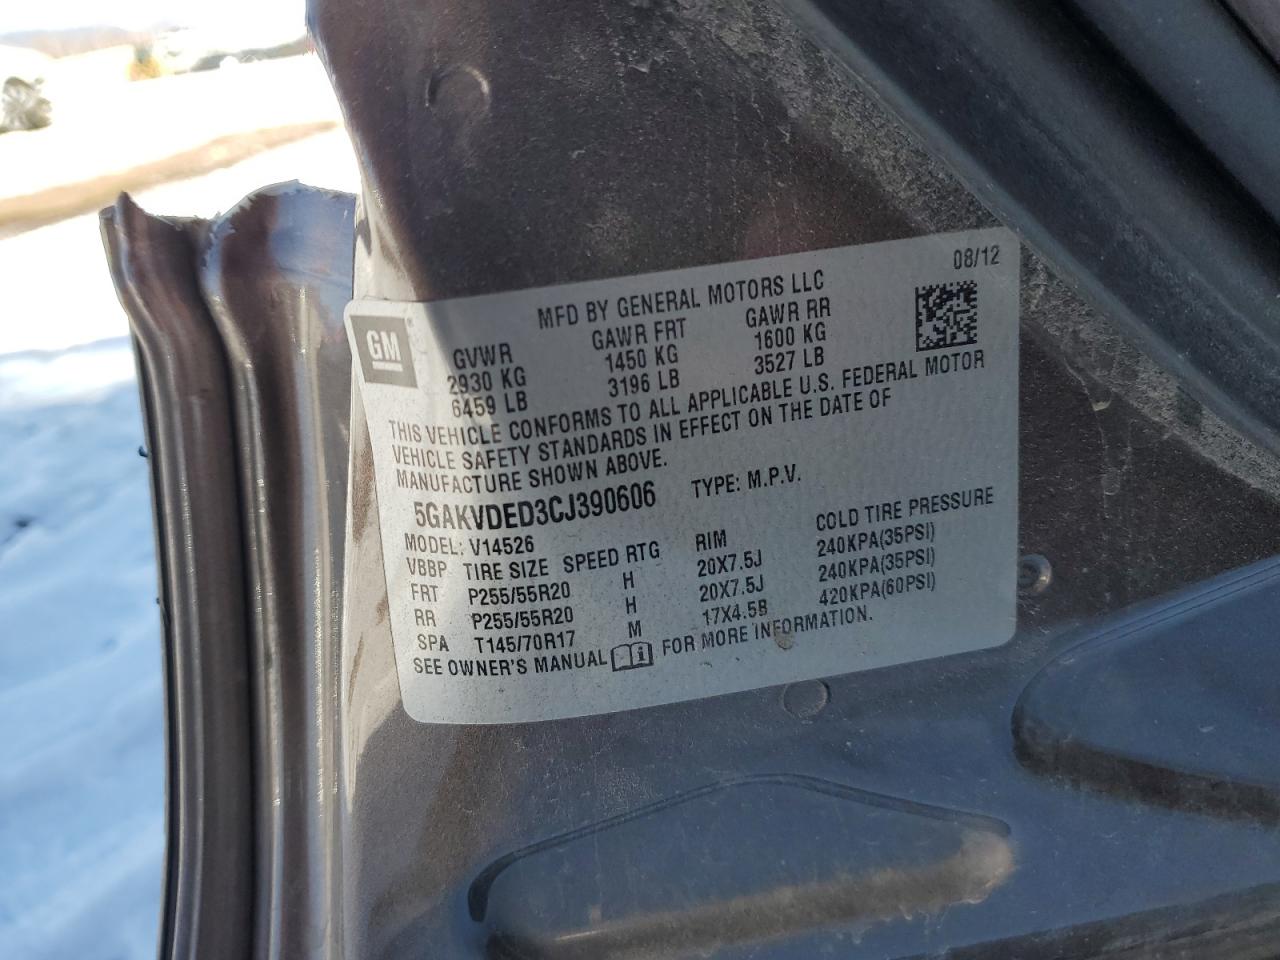 08/12
MFD BY GENERAL MOTORS LLC
GM
GVWR GAWR FRT GAWR RR
2930 KG 1450 KG 1600 KG
6459 LB 3196 LB 3527 LB
THIS VEHICLE CONFORMS TO ALL APPLICABLE U.S. FEDERAL MOTOR
VEHICLE SAFETY STANDARDS IN EFFECT ON THE DATE OF
MANUFACTURE SHOWN ABOVE.
5GAKVDED3CJ390606 TYPE: M.P.V.
MODEL: V14526
VBBP TIRE SIZE SPEED RTG RIM COLD TIRE PRESSURE
FRT P255/55R20 H 20X7.5J 240KPA(35PSI)
RR P255/55R20 H 20X7.5J 240KPA(35PSI)
SPA T145/70R17 M 17X4.5B 420KPA(60PSI)
SEE OWNER'S MANUAL FOR MORE INFORMATION.